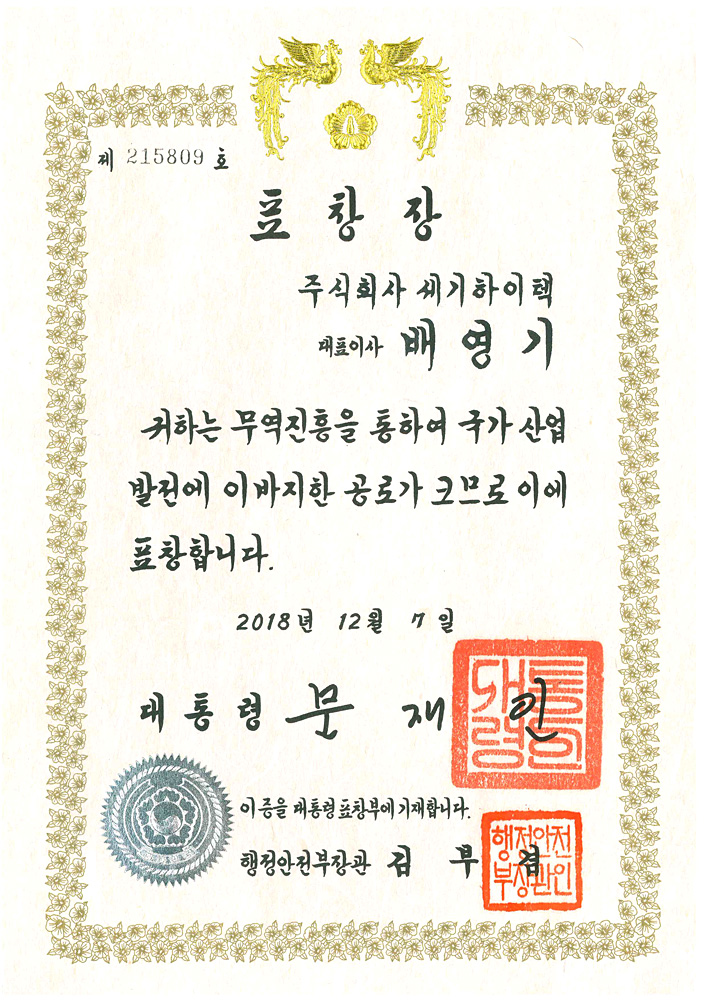 제 215809 호
표 창 장
주식회사 세기하이텍
대표이사 배 영 기
귀하는 무역진흥을 통하여 국가 산업
발전에 이바지한 공로가 크므로 이에
표창합니다.
2018년 12월 7일
대 통 령 문 재 인
대통령의인
이 증을 대통령표창부에 기재합니다.
행정안전부장관 김 부 겸
행정안전부장관인